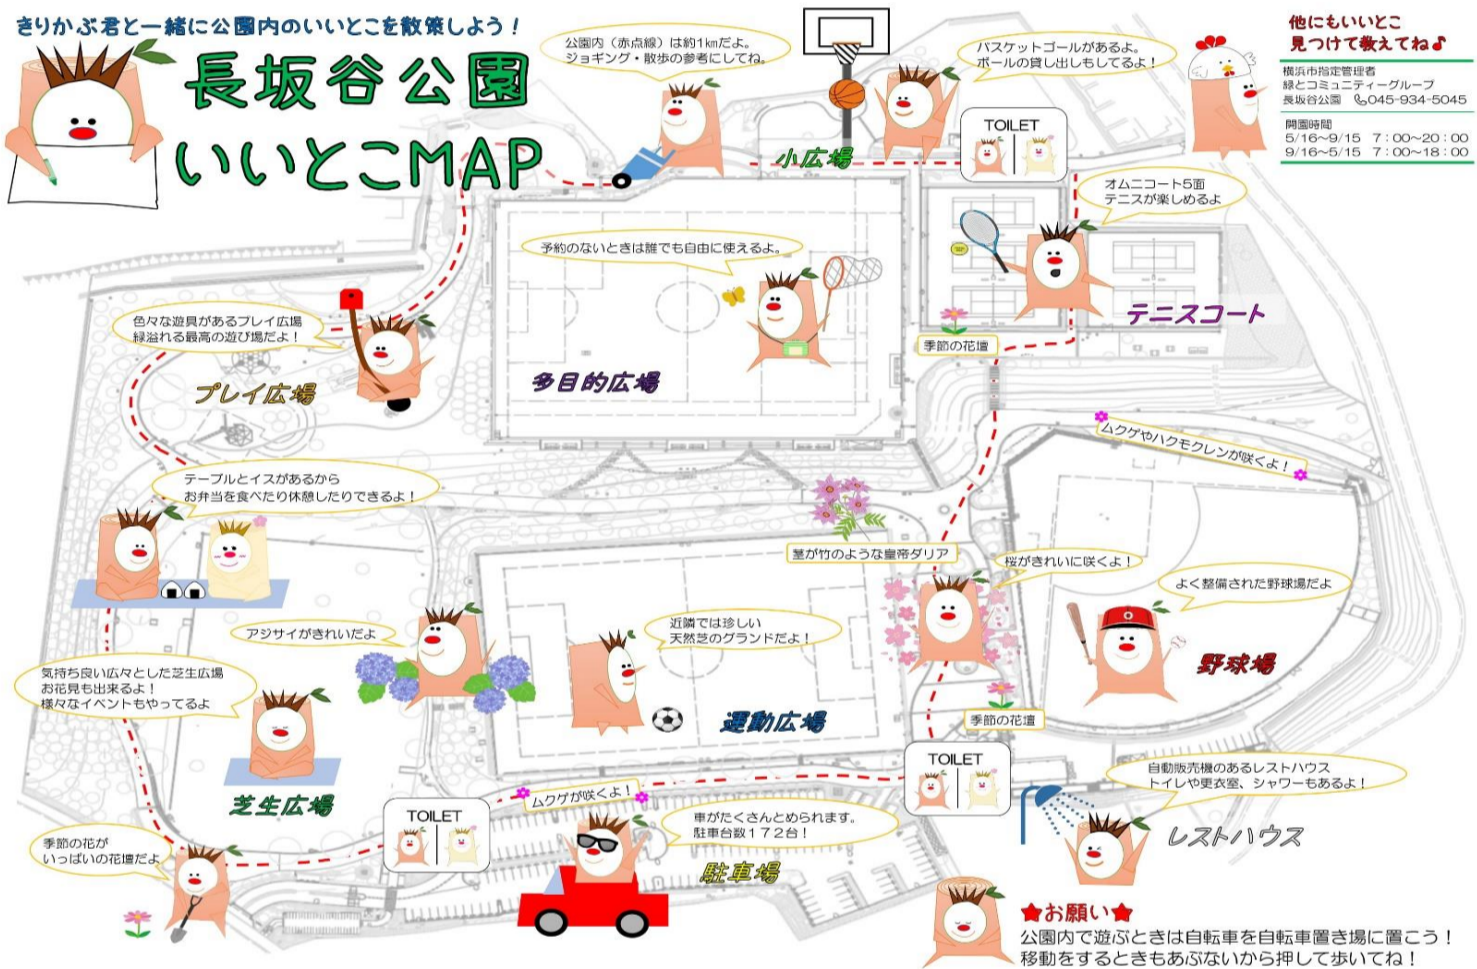 きりかぶ君と一緒に公園内のいいとこを散策しよう！
長坂谷公園
いいとこMAP
公園内（赤点線）は約1㎞だよ。
ジョギング・散歩の参考にしてね。
バスケットゴールがあるよ。
ボールの貸し出しもしてるよ！
他にもいいとこ
見つけて教えてね♪
横浜市指定管理者
緑とコミュニティーグループ
長坂谷公園 045-934-5045
開園時間
5/16～9/15 7：00～20：00
9/16～5/15 7：00～18：00
小広場
TOILET
オムニコート5面
テニスが楽しめるよ
予約のないときは誰でも自由に使えるよ。
テニスコート
季節の花壇
色々な遊具があるプレイ広場
緑溢れる最高の遊び場だよ！
プレイ広場
多目的広場
ムクゲやハクモクレンが咲くよ！
テーブルとイスがあるから
お弁当を食べたり休憩したりできるよ！
茎が竹のような皇帝ダリア
桜がきれいに咲くよ！
よく整備された野球場だよ
アジサイがきれいだよ
近隣では珍しい
天然芝のグランドだよ！
野球場
気持ち良い広々とした芝生広場
お花見も出来るよ！
様々なイベントもやってるよ
運動広場
季節の花壇
芝生広場
TOILET
自動販売機のあるレストハウス
トイレや更衣室、シャワーもあるよ！
ムクゲが咲くよ！
TOILET
車がたくさんとめられます。
駐車台数１７２台！
レストハウス
季節の花が
いっぱいの花壇だよ
駐車場
★お願い★
公園内で遊ぶときは自転車を自転車置き場に置こう！
移動をするときもあぶないから押して歩いてね！